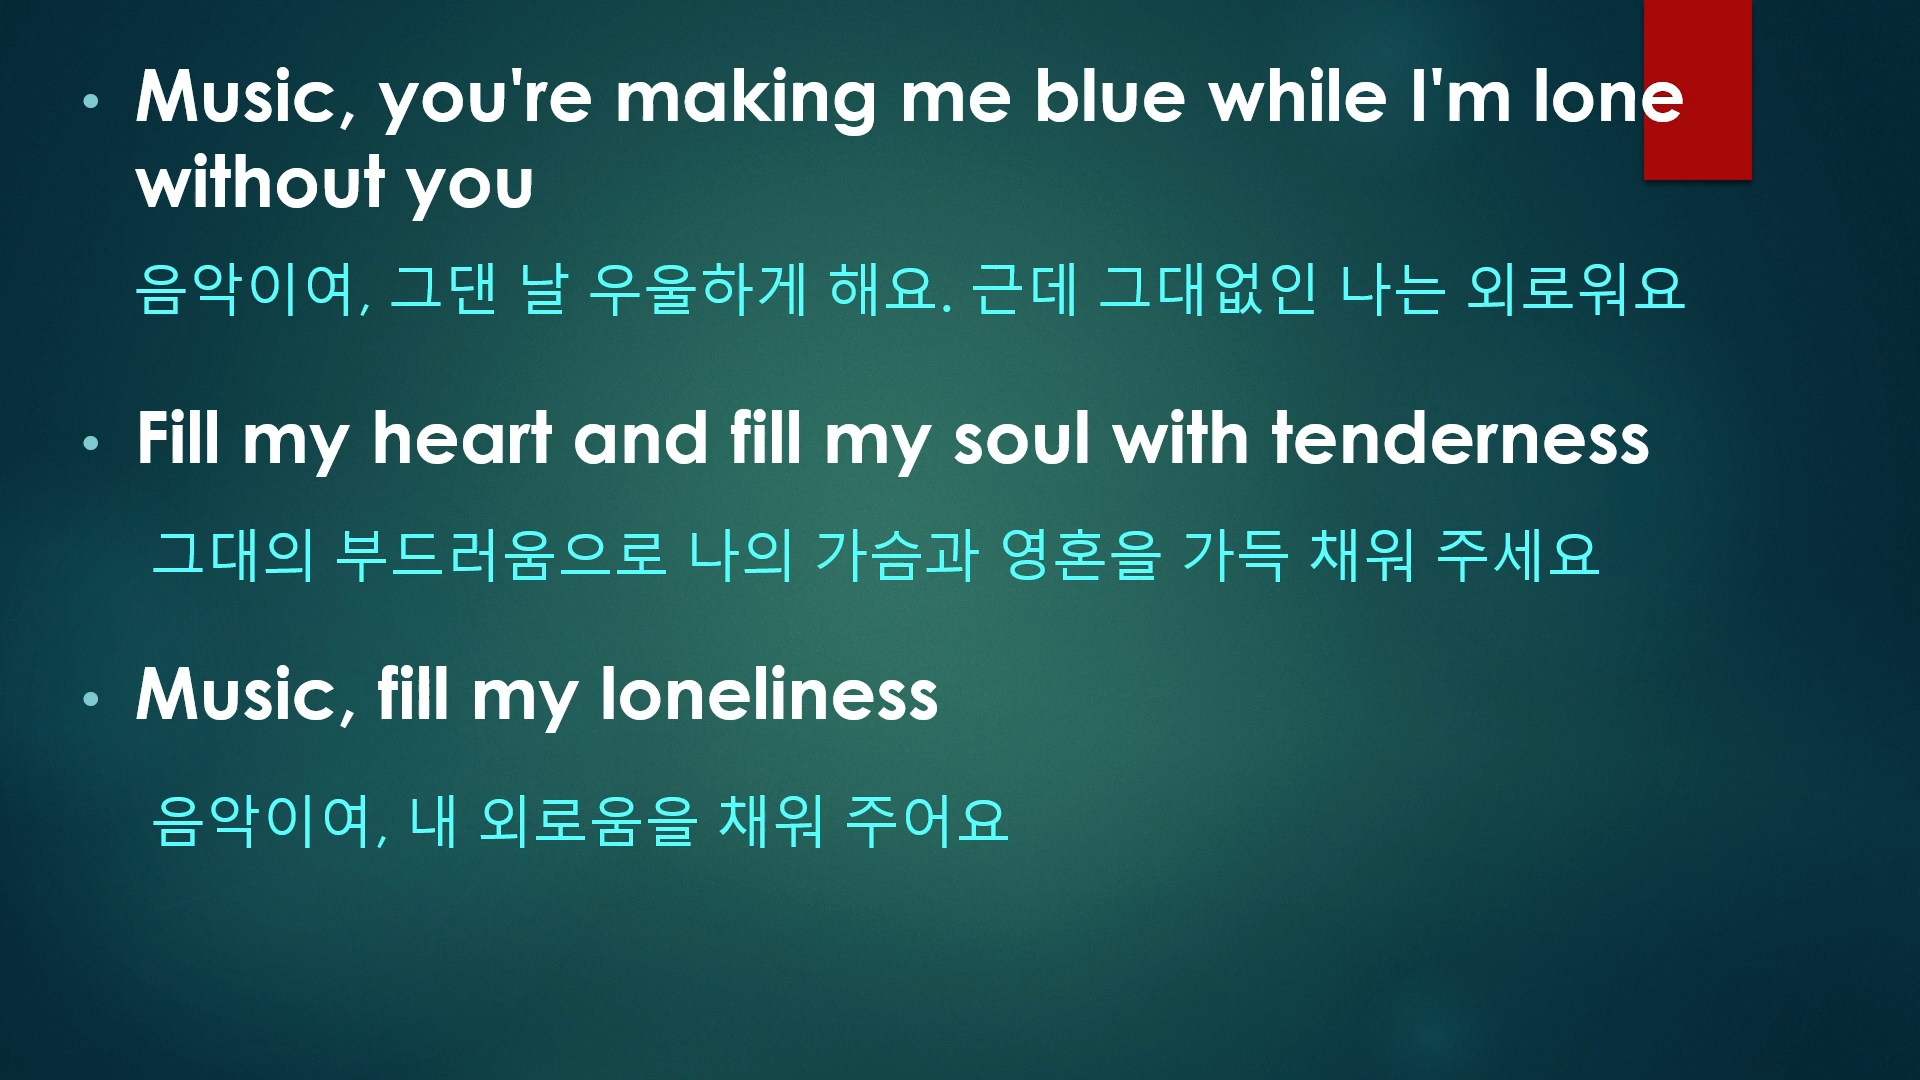 • Music, you're making me blue while I'm lone
without you
음악이여, 그댄 날 우울하게 해요. 근데 그대없인 나는 외로워요
• Fill my heart and fill my soul with tenderness
그대의 부드러움으로 나의 가슴과 영혼을 가득 채워 주세요
• Music, fill my loneliness
음악이여, 내 외로움을 채워 주어요